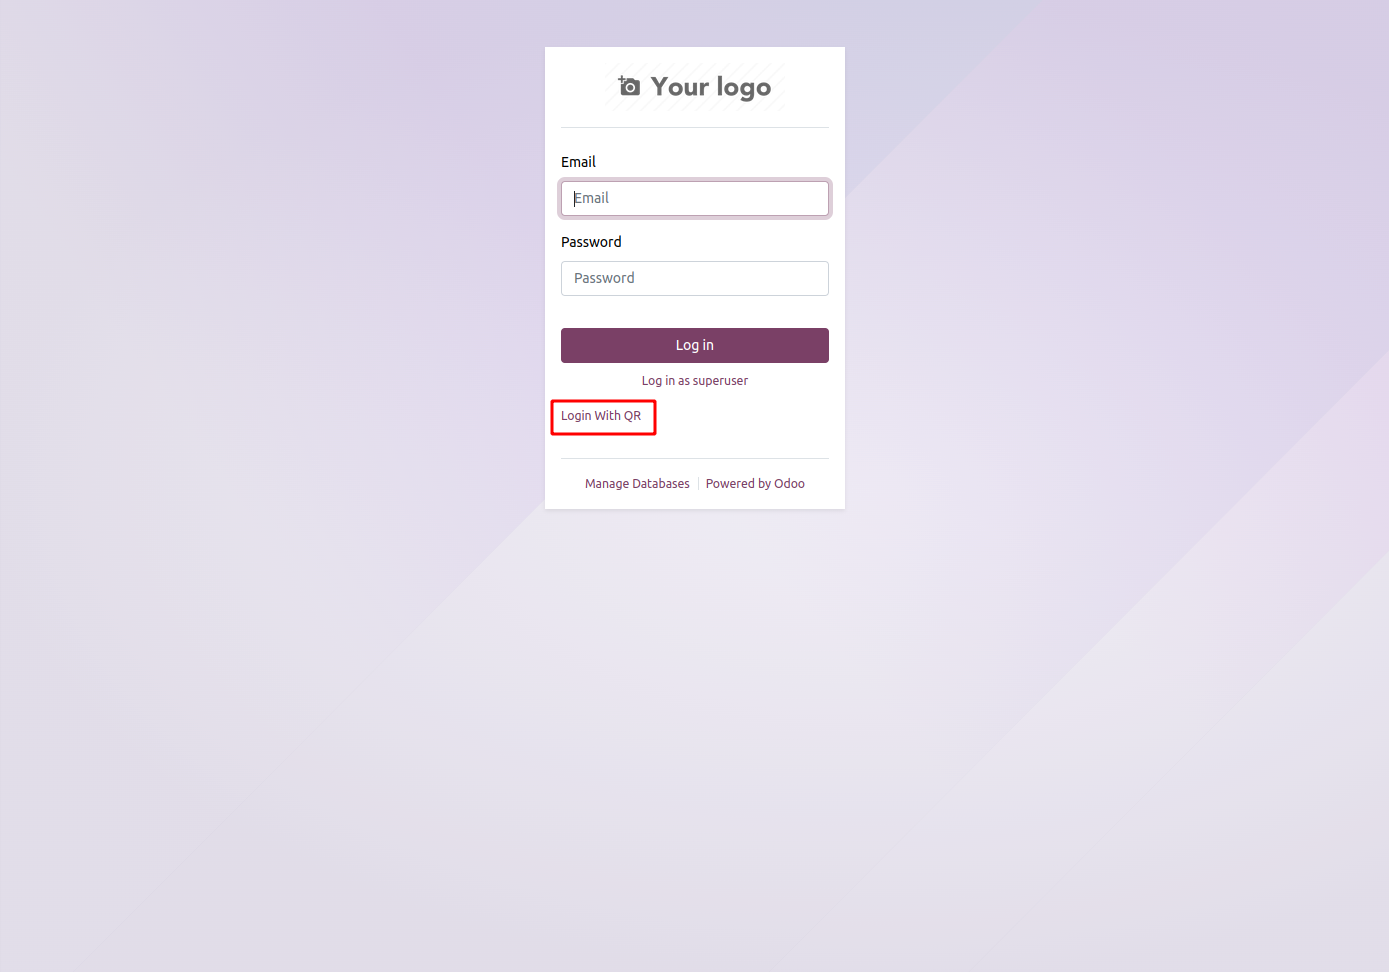 Your logo
Email
Email
Password
Password
Log in
Log in as superuser
Login With QR
Manage Databases | Powered by Odoo